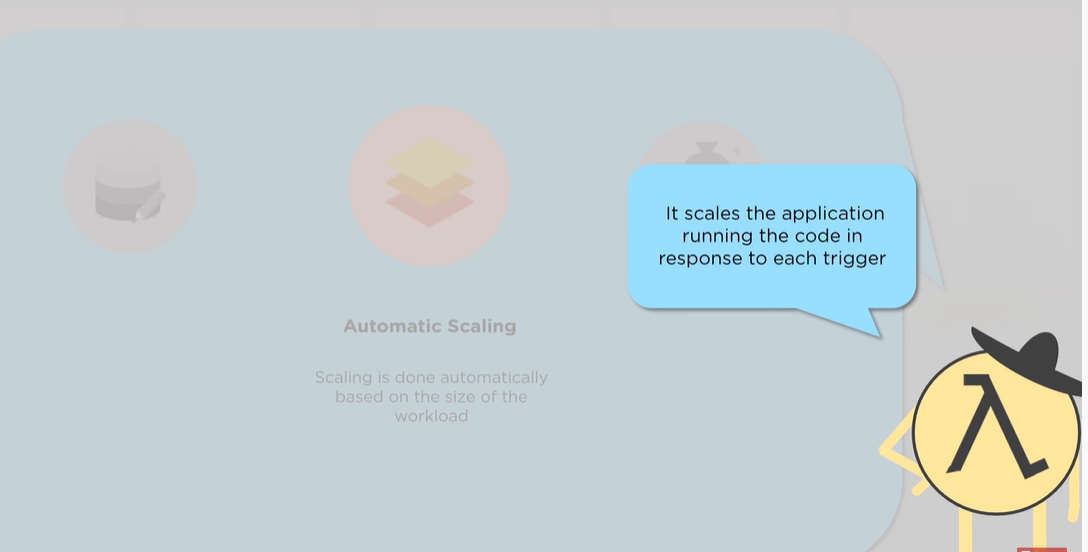 It scales the application
running the code in
response to each trigger
Automatic Scaling
Scaling is done automatically
based on the size of the
workload
λ